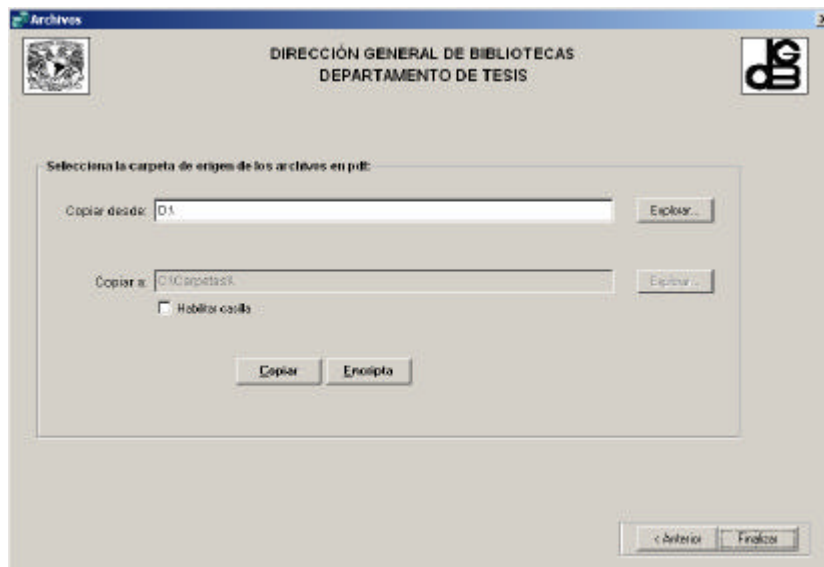 Archivos
DIRECCIÓN GENERAL DE BIBLIOTECAS
DEPARTAMENTO DE TESIS
Selecciona la carpeta de origen de los archivos en pdf:
Copiar desde: D:\
Explorar...
Copiar a: C:\Carpetas\
Explorar...
Habilitar casilla
Copiar
Encripta
< Anterior
Finalizar